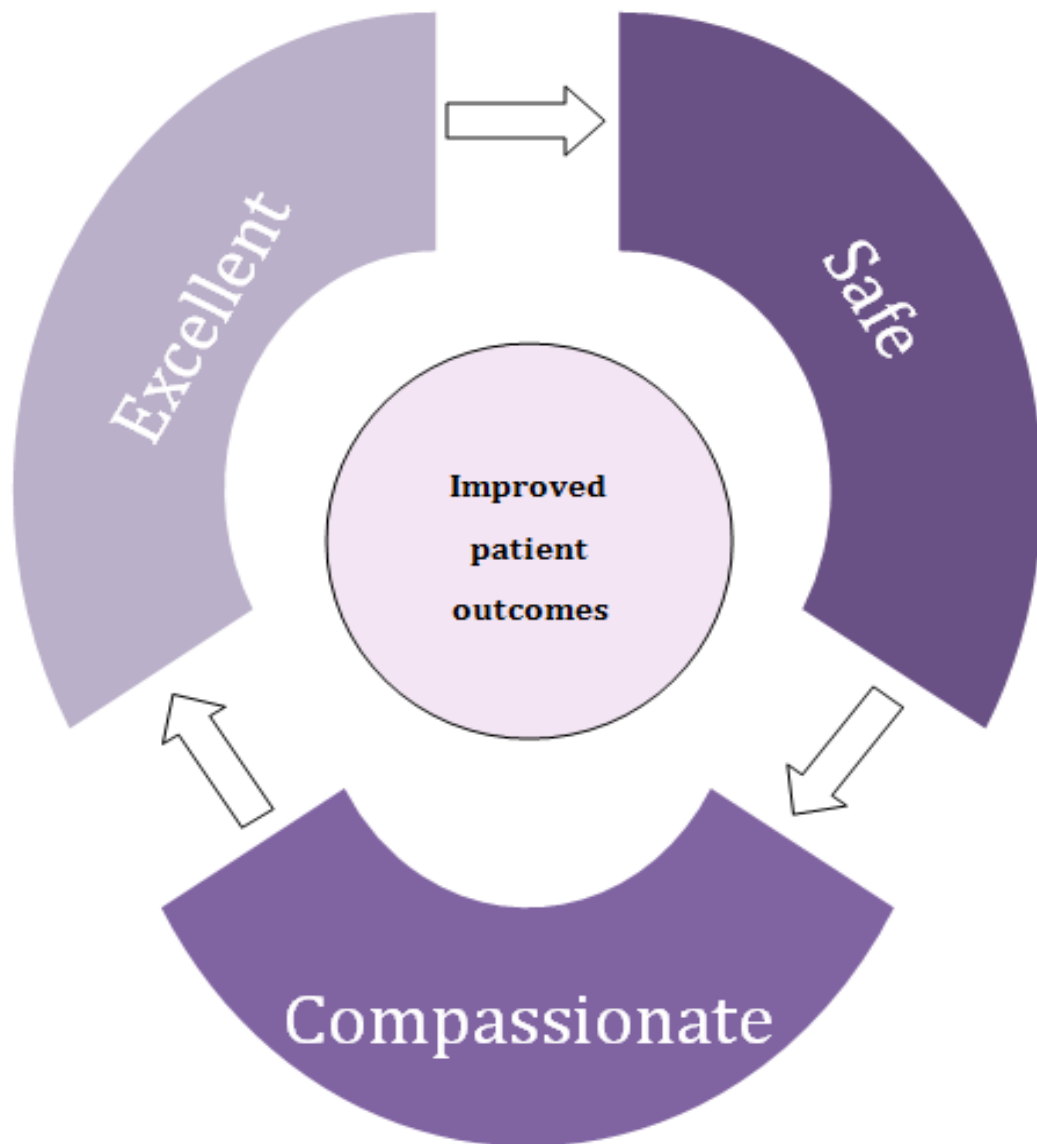 Excellent
Safe
Improved
patient
outcomes
Compassionate